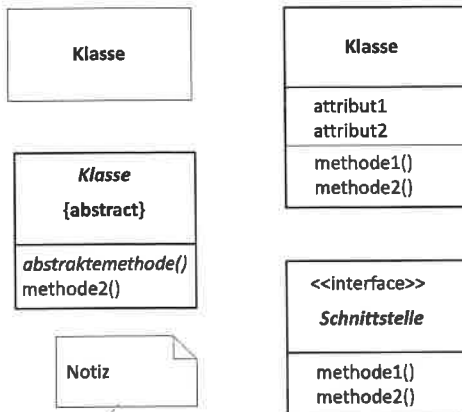 Klasse
Klasse
attribut1
attribut2
methode1()
methode2()
Klasse
{abstract}
abstraktemethode()
methode2()
<<interface>>
Schnittstelle
methode1()
methode2()
Notiz